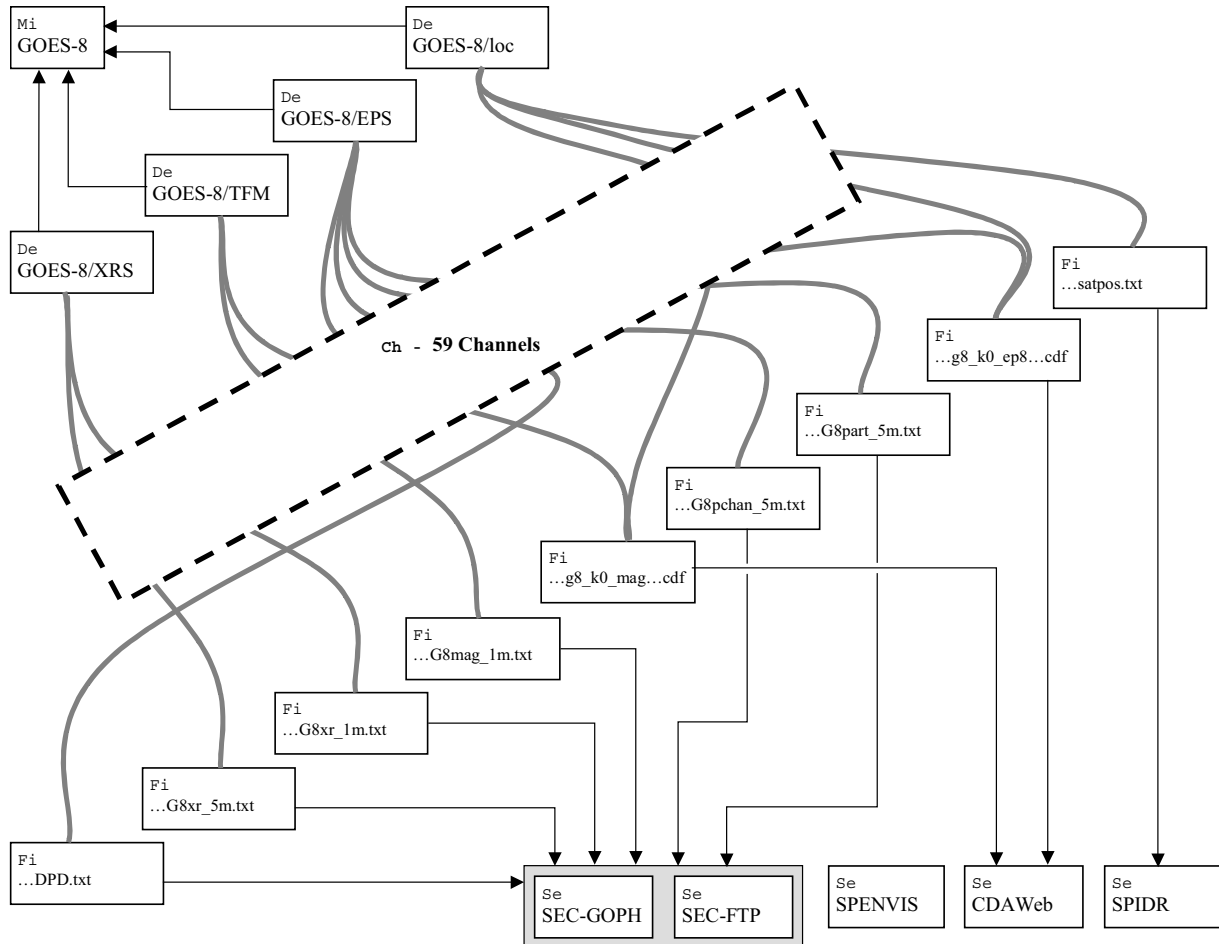 Mi
GOES-8
De
GOES-8/loc
De
GOES-8/EPS
De
GOES-8/TFM
De
GOES-8/XRS
Fi
…satpos.txt
Fi
…g8_k0_ep8…cdf
Ch - 59 Channels
Fi
…G8part_5m.txt
Fi
…G8pchan_5m.txt
Fi
…g8_k0_mag…cdf
Fi
…G8mag_1m.txt
Fi
…G8xr_1m.txt
Fi
…G8xr_5m.txt
Fi
…DPD.txt
Se
SEC-GOPH
Se
SEC-FTP
Se
SPENVIS
Se
CDAWeb
Se
SPIDR